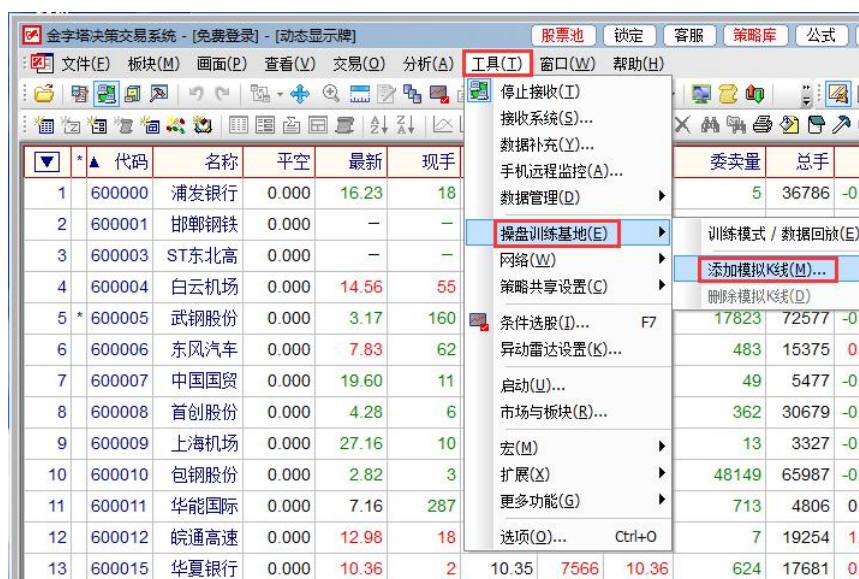 金字塔决策交易系统 - [免费登录] - [动态显示牌] 股票池 锁定 客服 策略库 公式
文件(F) 板块(M) 画面(P) 查看(V) 交易(O) 分析(A) 工具(T) 窗口(W) 帮助(H)
停止接收(T)
接收系统(S)...
数据补充(Y)...
手机远程监控(A)...
数据管理(D)
操盘训练基地(E)
网络(W)
策略共享设置(C)
条件选股(I)... F7
异动雷达设置(K)...
启动(U)...
市场与板块(R)...
宏(M)
扩展(X)
更多功能(G)
选项(O)... Ctrl+O
训练模式 / 数据回放(E)
添加模拟K线(M)...
删除模拟K线(D)
* 代码 名称 平空 最新 现手 委卖量 总手
1 600000 浦发银行 0.000 16.23 18 5 36786 -0
2 600001 邯郸钢铁 0.000 — —
3 600003 ST东北高 0.000 — —
4 600004 白云机场 0.000 14.56 55
5 * 600005 武钢股份 0.000 3.17 160 17823 72577 -0
6 600006 东风汽车 0.000 7.83 62 483 15375 0
7 600007 中国国贸 0.000 19.60 11 49 5477 -0
8 600008 首创股份 0.000 4.28 6 362 30679 -0
9 600009 上海机场 0.000 27.16 10 13 3327 -0
10 600010 包钢股份 0.000 2.82 3 48149 65987 -0
11 600011 华能国际 0.000 7.16 287 713 4806 0
12 600012 皖通高速 0.000 12.98 18 7 19254 1
13 600015 华夏银行 0.000 10.36 2 10.35 7566 10.36 624 17681 0